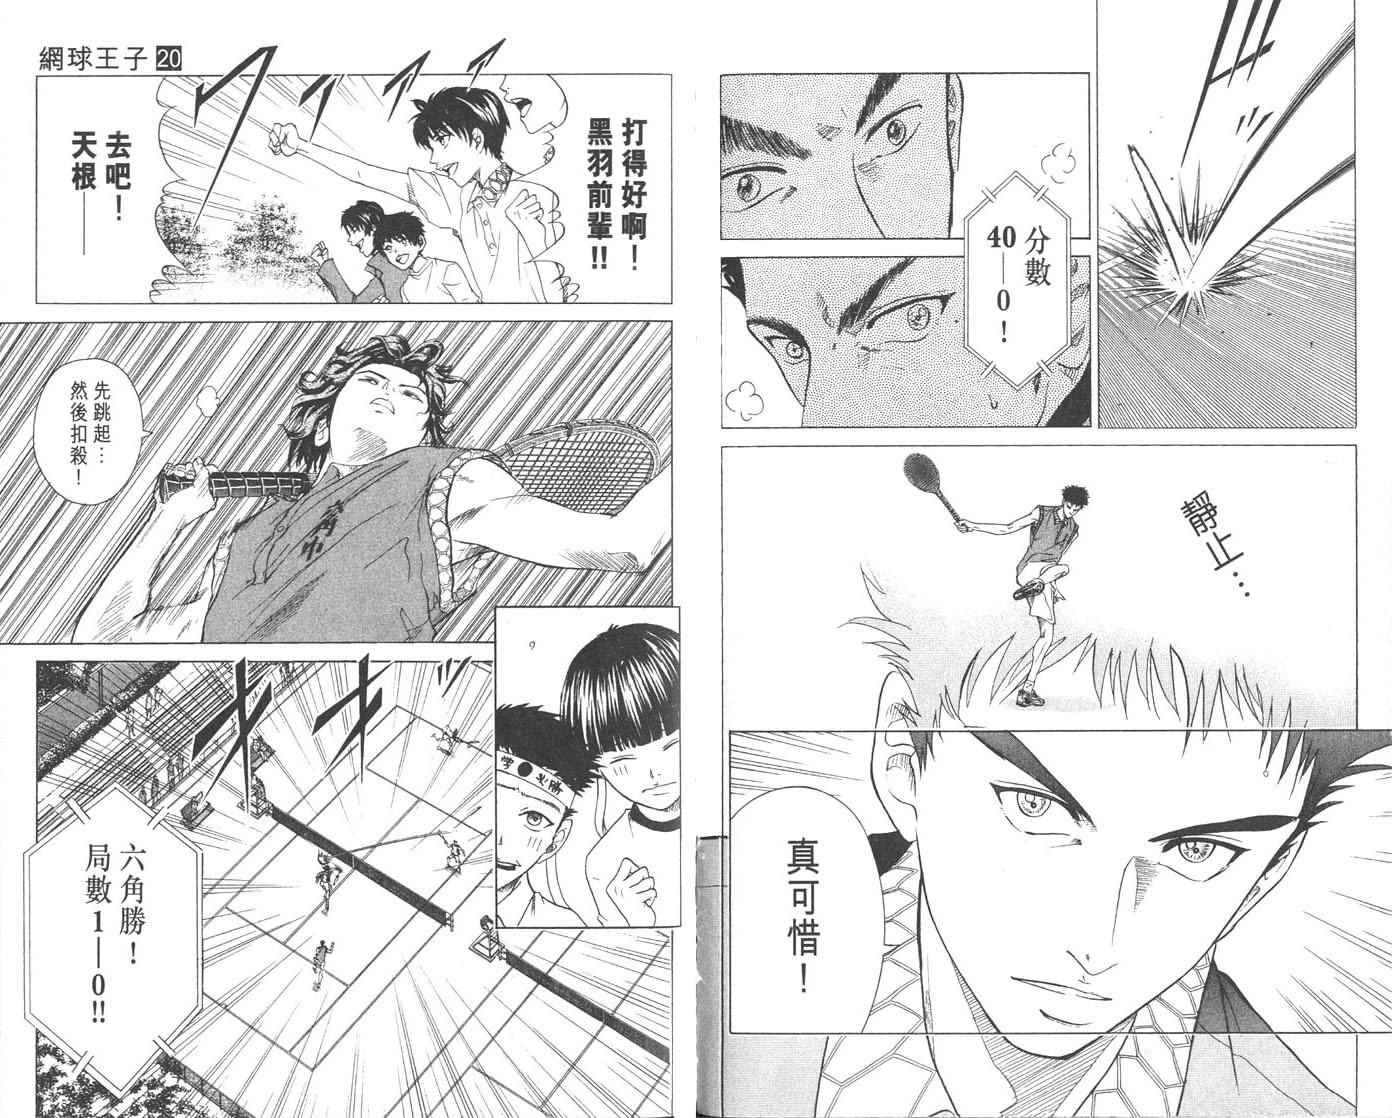 分數
40—0！
靜止…
真可惜！
網球王子20
打得好啊！
黑羽前輩!!
去吧！
天根——
先跳起…
然後扣殺！
六角勝！
局數1—0!!